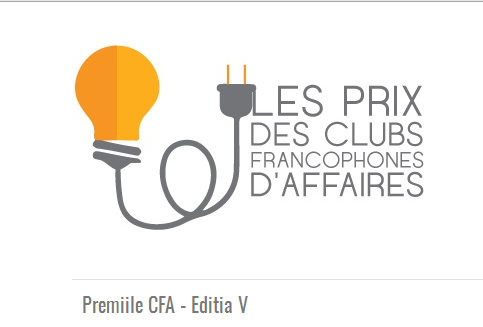 LES PRIX
DES CLUBS
FRANCOPHONES
D'AFFAIRES
Premiile CFA - Editia V